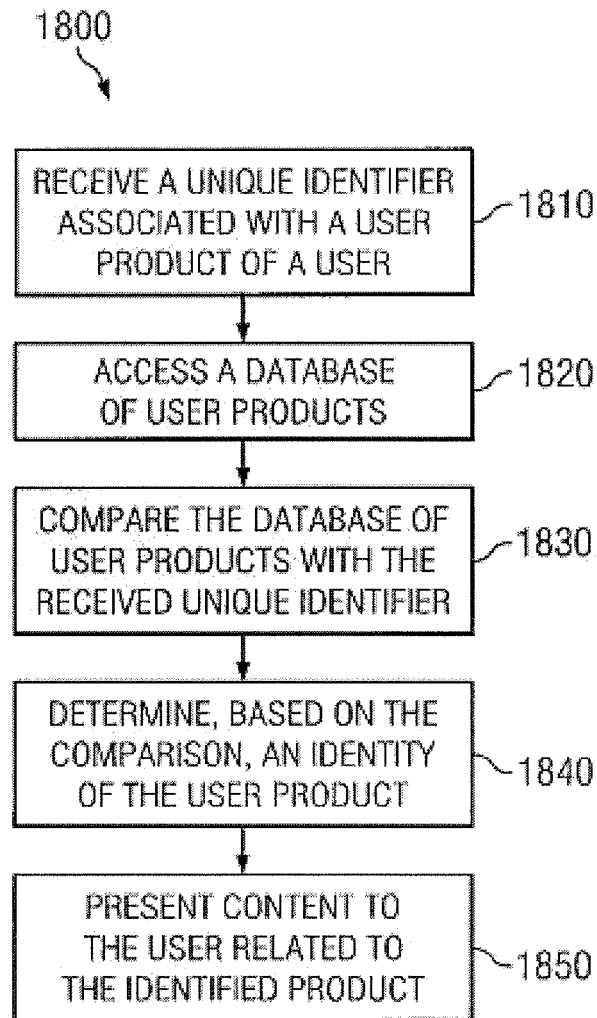 1800
RECEIVE A UNIQUE IDENTIFIER
ASSOCIATED WITH A USER
PRODUCT OF A USER
1810
ACCESS A DATABASE
OF USER PRODUCTS
1820
COMPARE THE DATABASE OF
USER PRODUCTS WITH THE
RECEIVED UNIQUE IDENTIFIER
1830
DETERMINE, BASED ON THE
COMPARISON, AN IDENTITY
OF THE USER PRODUCT
1840
PRESENT CONTENT TO
THE USER RELATED TO
THE IDENTIFIED PRODUCT
1850